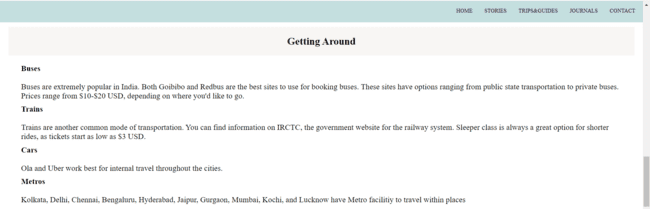 HOME STORIES TRIPS&GUIDES JOURNALS CONTACT
Getting Around
Buses
Buses are extremely popular in India. Both Goibibo and Redbus are the best sites to use for booking buses. These sites have options ranging from public state transportation to private buses.
Prices range from $10-$20 USD, depending on where you'd like to go.
Trains
Trains are another common mode of transportation. You can find information on IRCTC, the government website for the railway system. Sleeper class is always a great option for shorter
rides, as tickets start as low as $3 USD.
Cars
Ola and Uber work best for internal travel throughout the cities.
Metros
Kolkata, Delhi, Chennai, Bengaluru, Hyderabad, Jaipur, Gurgaon, Mumbai, Kochi, and Lucknow have Metro facilitiy to travel within places